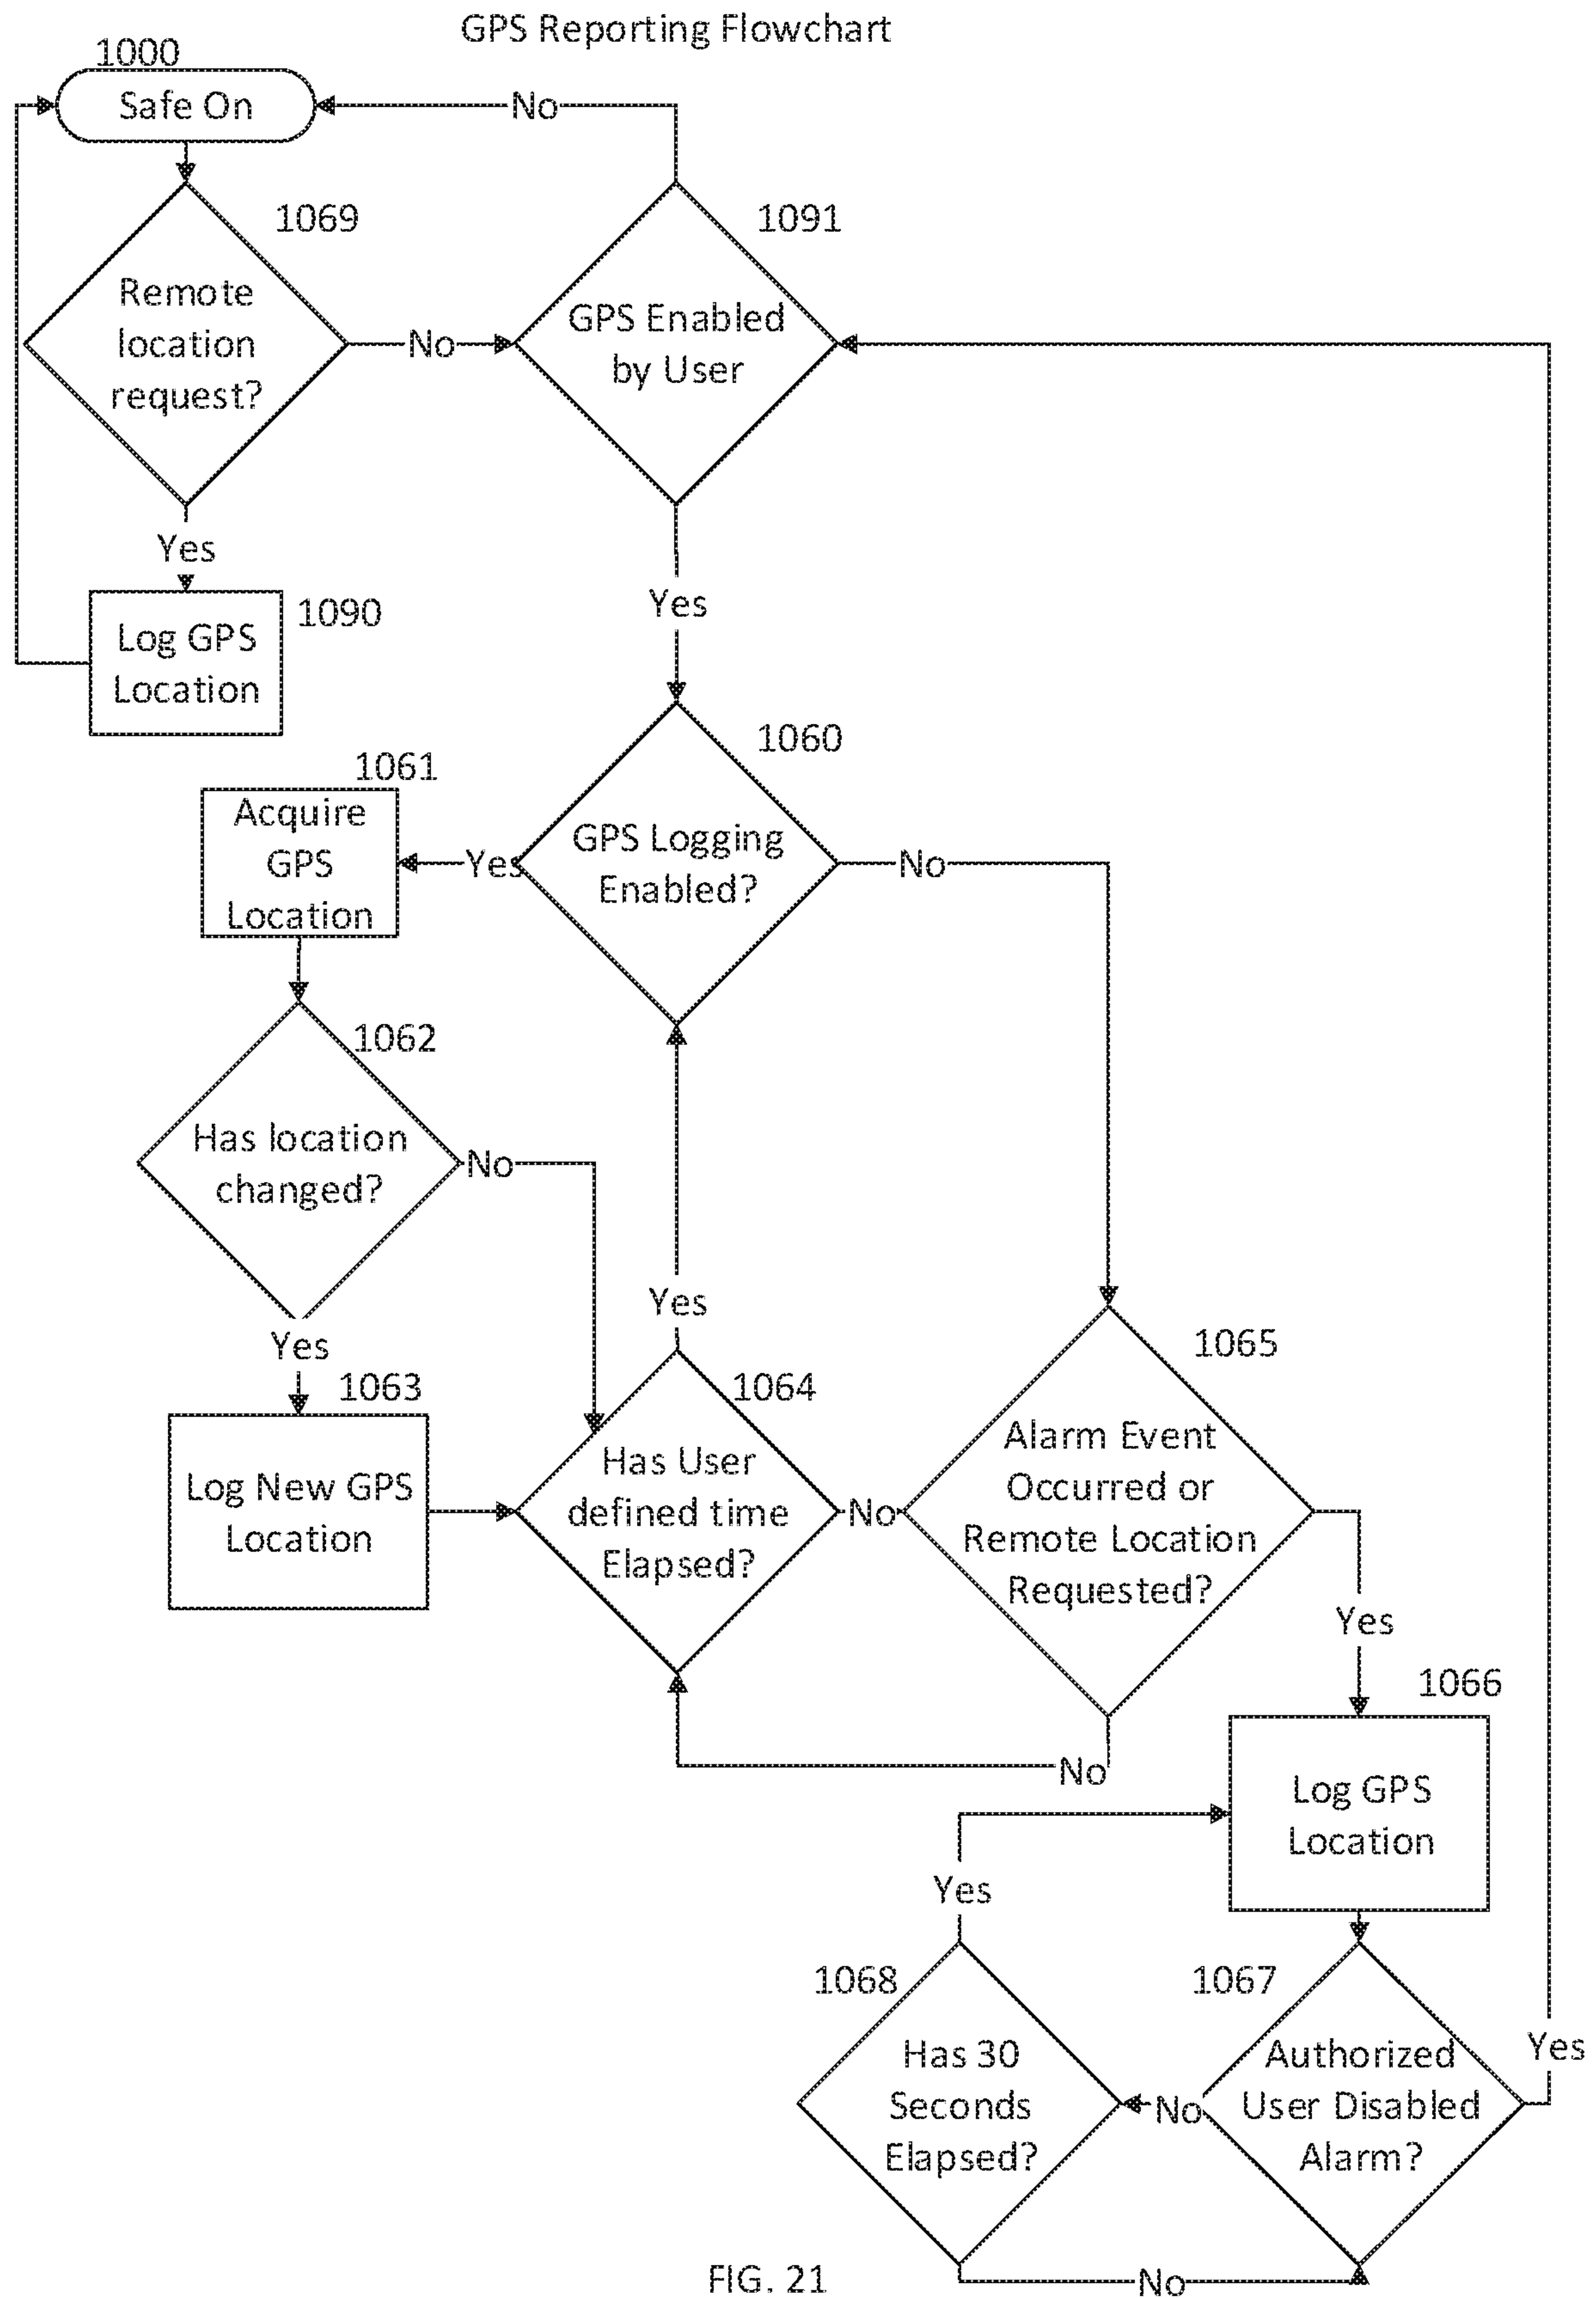 GPS Reporting Flowchart
1000
Safe On
No
1069
Remote
location
request?
No
1091
GPS Enabled
by User
Yes
1090
Log GPS
Location
Yes
1060
GPS Logging
Enabled?
Yes
No
1061
Acquire
GPS
Location
1062
Has location
changed?
No
Yes
1063
Log New GPS
Location
Yes
1064
Has User
defined time
Elapsed?
No
1065
Alarm Event
Occurred or
Remote Location
Requested?
Yes
No
1066
Log GPS
Location
Yes
1068
Has 30
Seconds
Elapsed?
No
1067
Authorized
User Disabled
Alarm?
Yes
No
FIG. 21